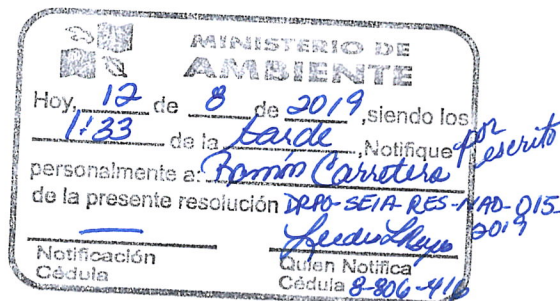 MINISTERIO DE
AMBIENTE
Hoy, 12 de 8 de 2019, siendo los
1:33 de la tarde, Notifique por escrito
personalmente a: Ramón Carretero
de la presente resolución DRPO-SEIA-RES-NAD-015-2019
Notificación
Cédula
Quien Notifica
Cédula 8-806-410